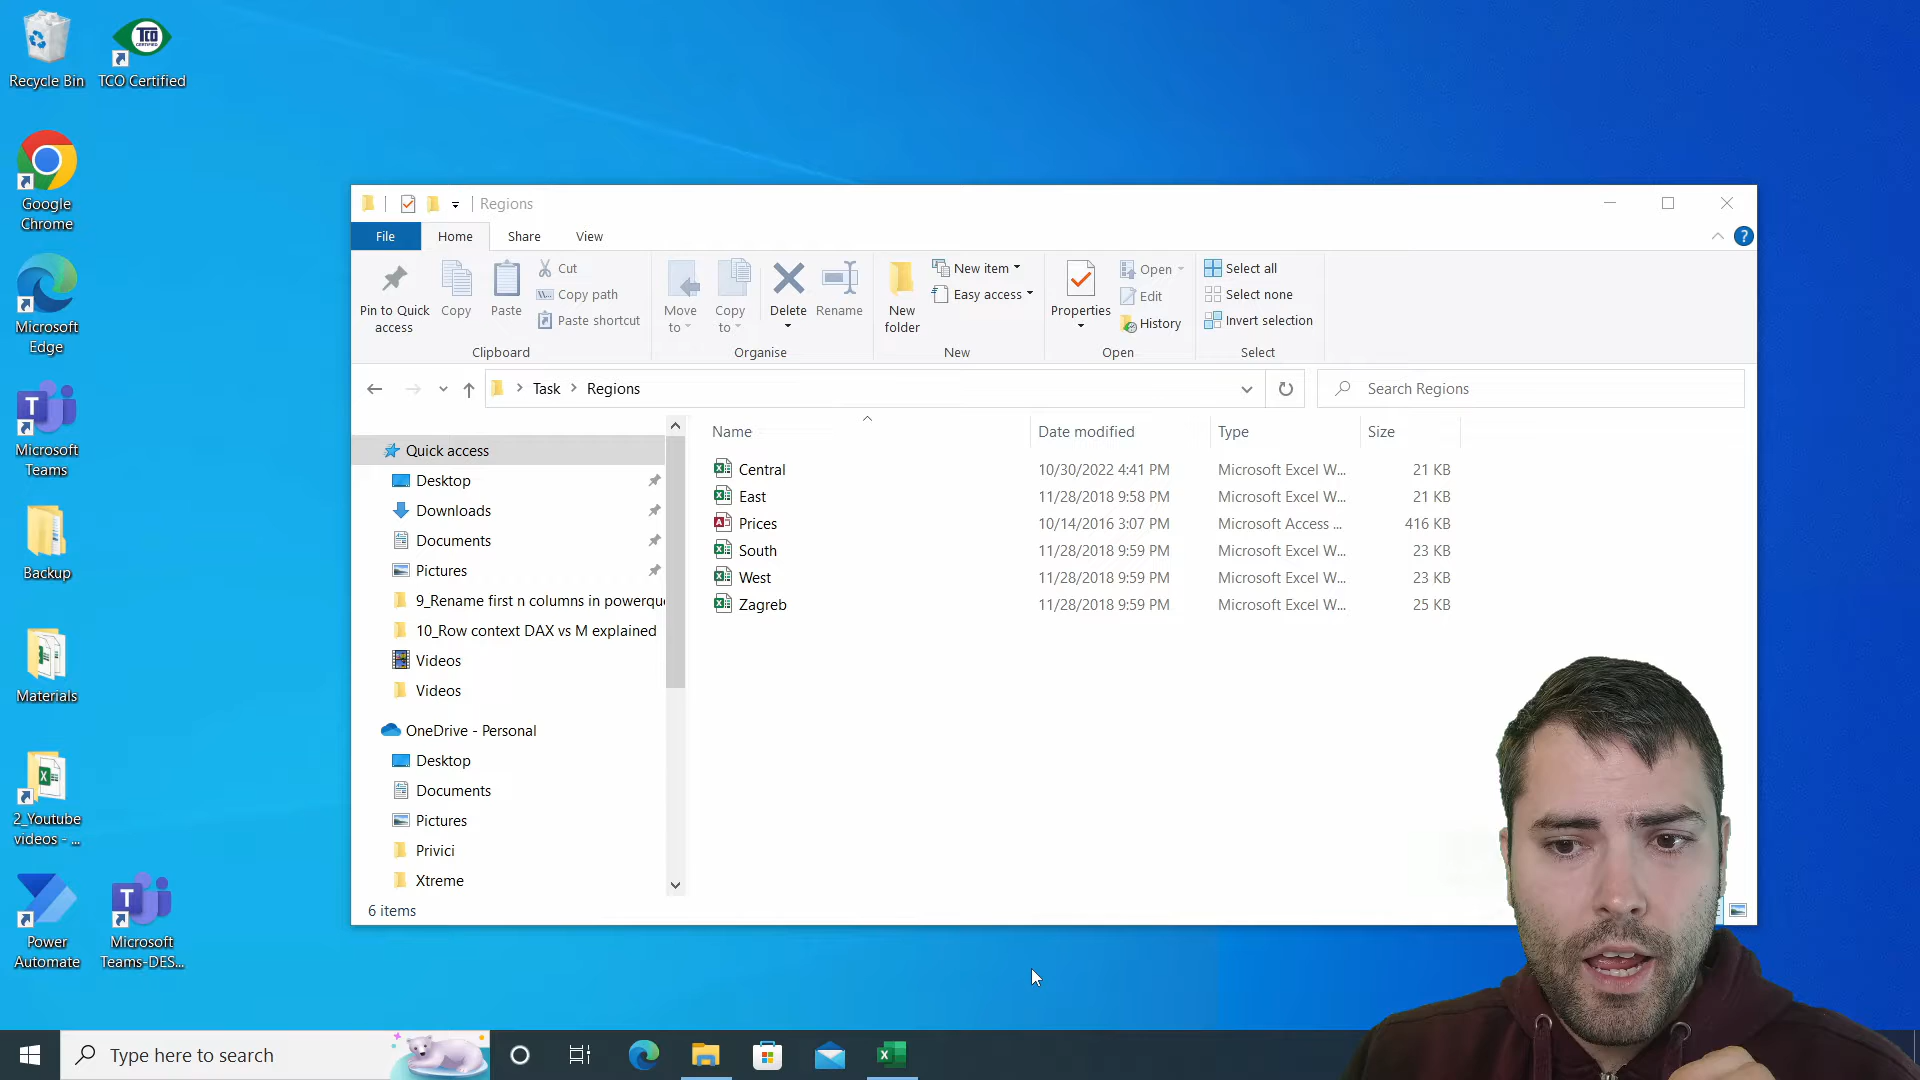 Recycle Bin
TCO Certified
TCO
CERTIFIED
Google
Chrome
Microsoft
Edge
Microsoft
Teams
Backup
Materials
2_Youtube
videos - ...
Power
Automate
Microsoft
Teams-DES...
Regions
File
Home
Share
View
Pin to Quick
access
Copy
Paste
Cut
Copy path
Paste shortcut
Clipboard
Move
to
Copy
to
Delete
Rename
Organise
New
folder
New item
Easy access
New
Properties
Open
Edit
History
Open
Select all
Select none
Invert selection
Select
Task > Regions
Search Regions
Quick access
Desktop
Downloads
Documents
Pictures
9_Rename first n columns in powerqu
10_Row context DAX vs M explained
Videos
Videos
OneDrive - Personal
Desktop
Documents
Pictures
Privici
Xtreme
Name Date modified Type Size
Central 10/30/2022 4:41 PM Microsoft Excel W... 21 KB
East 11/28/2018 9:58 PM Microsoft Excel W... 21 KB
Prices 10/14/2016 3:07 PM Microsoft Access ... 416 KB
South 11/28/2018 9:59 PM Microsoft Excel W... 23 KB
West 11/28/2018 9:59 PM Microsoft Excel W... 23 KB
Zagreb 11/28/2018 9:59 PM Microsoft Excel W... 25 KB
6 items
Type here to search